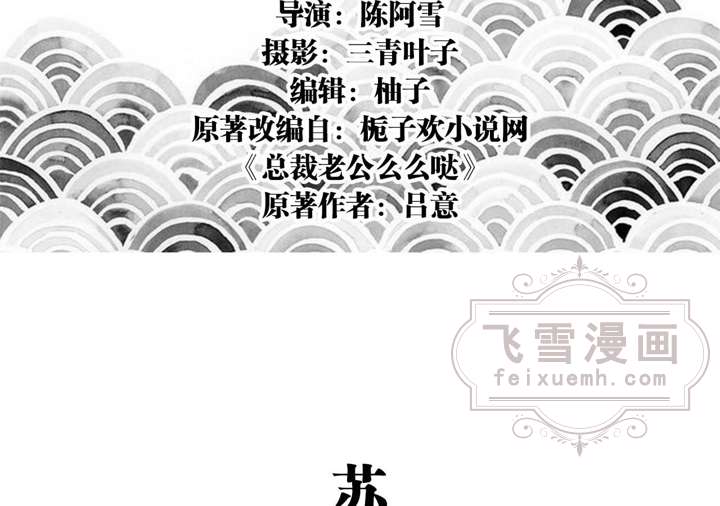 导演：陈阿雪
摄影：三青叶子
编辑：柚子
原著改编自：栀子欢小说网
《总裁老公么么哒》
原著作者：吕意
飞雪漫画
feixuemh.com
苏